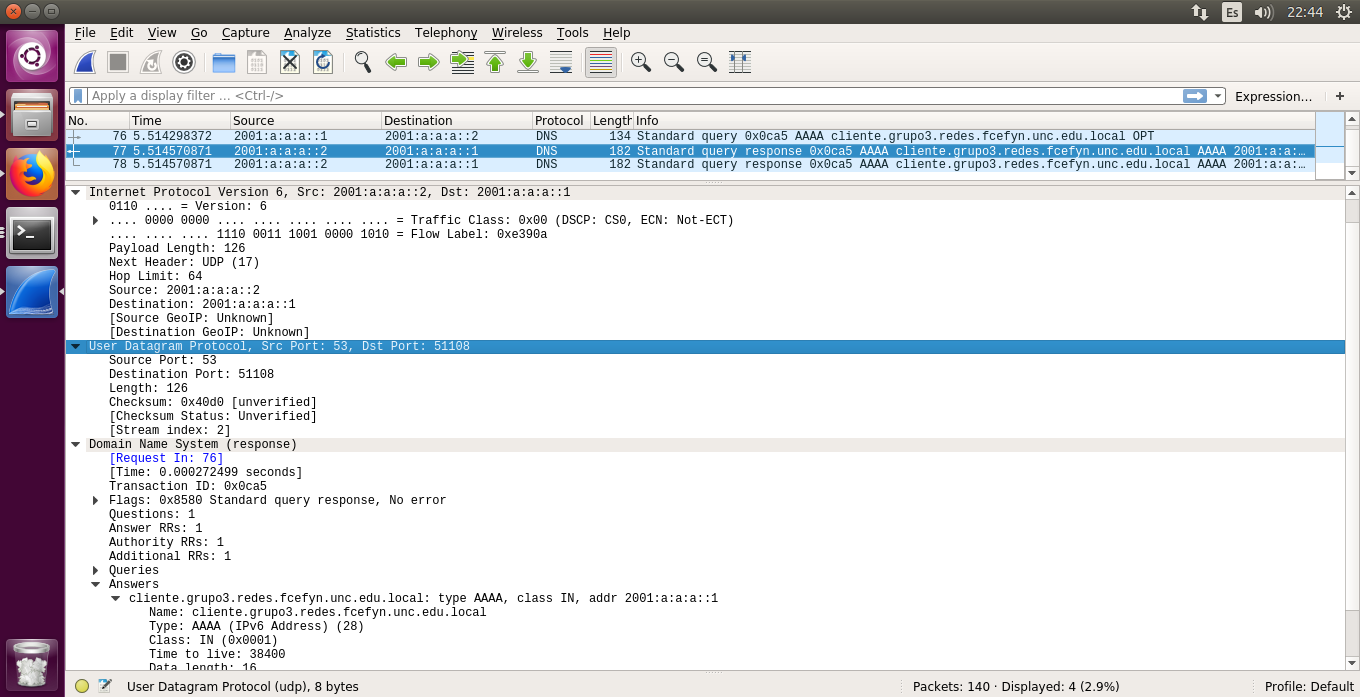 Es 22:44
File Edit View Go Capture Analyze Statistics Telephony Wireless Tools Help
Apply a display filter ... <Ctrl-/> Expression... +
No. Time Source Destination Protocol Length Info
76 5.514298372 2001:a:a:a::1 2001:a:a:a::2 DNS 134 Standard query 0x0ca5 AAAA cliente.grupo3.redes.fcefyn.unc.edu.local OPT
77 5.514570871 2001:a:a:a::2 2001:a:a:a::1 DNS 182 Standard query response 0x0ca5 AAAA cliente.grupo3.redes.fcefyn.unc.edu.local AAAA 2001:a:a:…
78 5.514570871 2001:a:a:a::2 2001:a:a:a::1 DNS 182 Standard query response 0x0ca5 AAAA cliente.grupo3.redes.fcefyn.unc.edu.local AAAA 2001:a:a:…
Internet Protocol Version 6, Src: 2001:a:a:a::2, Dst: 2001:a:a:a::1
0110 .... = Version: 6
.... 0000 0000 .... .... .... .... .... = Traffic Class: 0x00 (DSCP: CS0, ECN: Not-ECT)
.... .... .... 1110 0011 1001 0000 1010 = Flow Label: 0xe390a
Payload Length: 126
Next Header: UDP (17)
Hop Limit: 64
Source: 2001:a:a:a::2
Destination: 2001:a:a:a::1
[Source GeoIP: Unknown]
[Destination GeoIP: Unknown]
User Datagram Protocol, Src Port: 53, Dst Port: 51108
Source Port: 53
Destination Port: 51108
Length: 126
Checksum: 0x40d0 [unverified]
[Checksum Status: Unverified]
[Stream index: 2]
Domain Name System (response)
[Request In: 76]
[Time: 0.000272499 seconds]
Transaction ID: 0x0ca5
Flags: 0x8580 Standard query response, No error
Questions: 1
Answer RRs: 1
Authority RRs: 1
Additional RRs: 1
Queries
Answers
cliente.grupo3.redes.fcefyn.unc.edu.local: type AAAA, class IN, addr 2001:a:a:a::1
Name: cliente.grupo3.redes.fcefyn.unc.edu.local
Type: AAAA (IPv6 Address) (28)
Class: IN (0x0001)
Time to live: 38400
Data length: 16
User Datagram Protocol (udp), 8 bytes Packets: 140 · Displayed: 4 (2.9%) Profile: Default